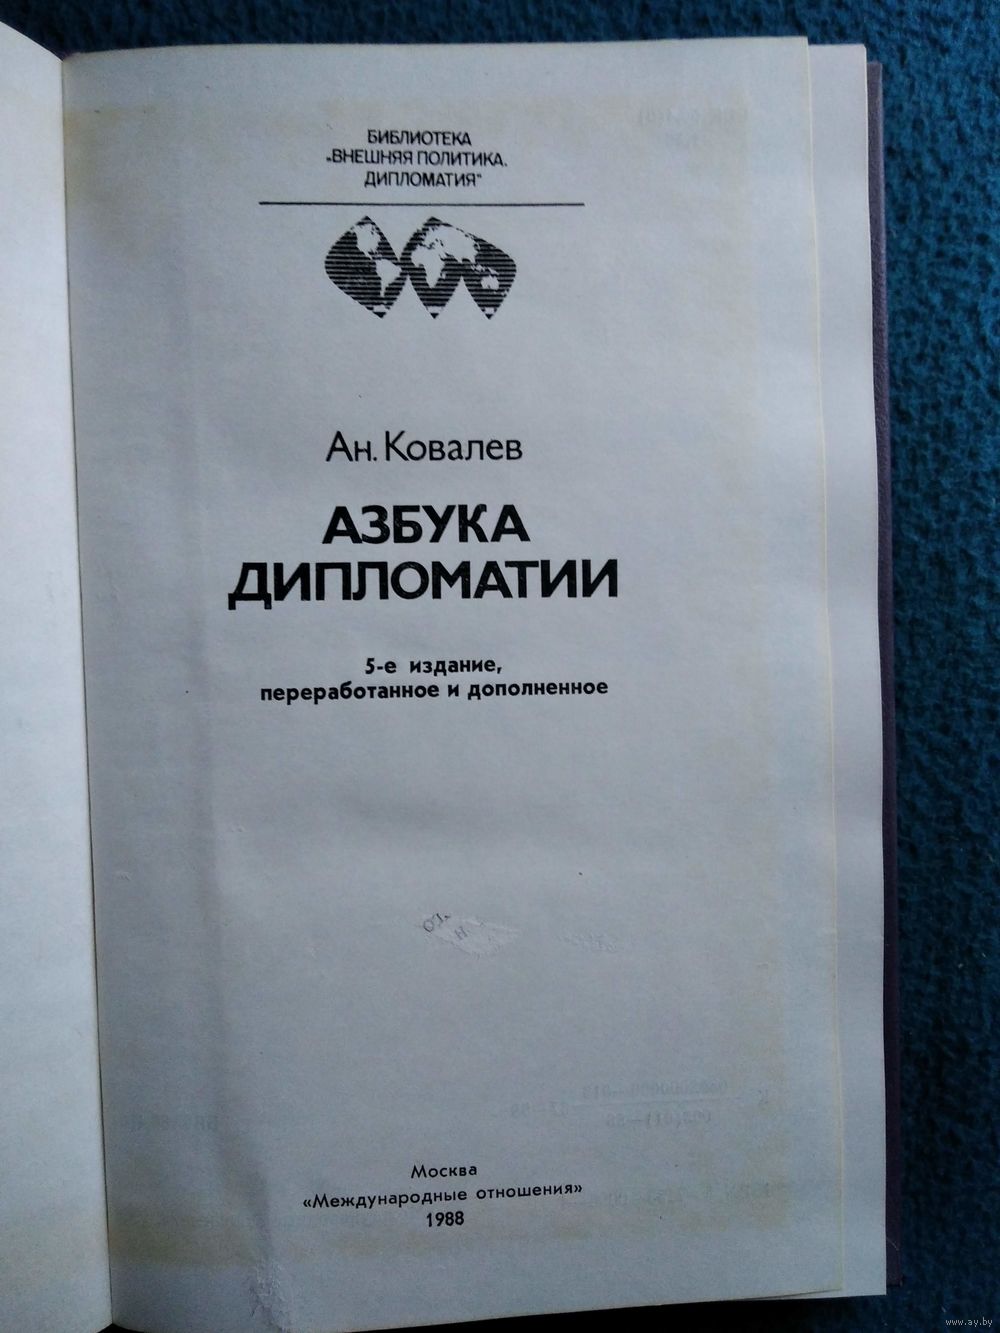 БИБЛИОТЕКА
„ВНЕШНЯЯ ПОЛИТИКА.
ДИПЛОМАТИЯ"
Ан. Ковалев
АЗБУКА
ДИПЛОМАТИИ
5-е издание,
переработанное и дополненное
Москва
«Международные отношения»
1988
www.ay.by